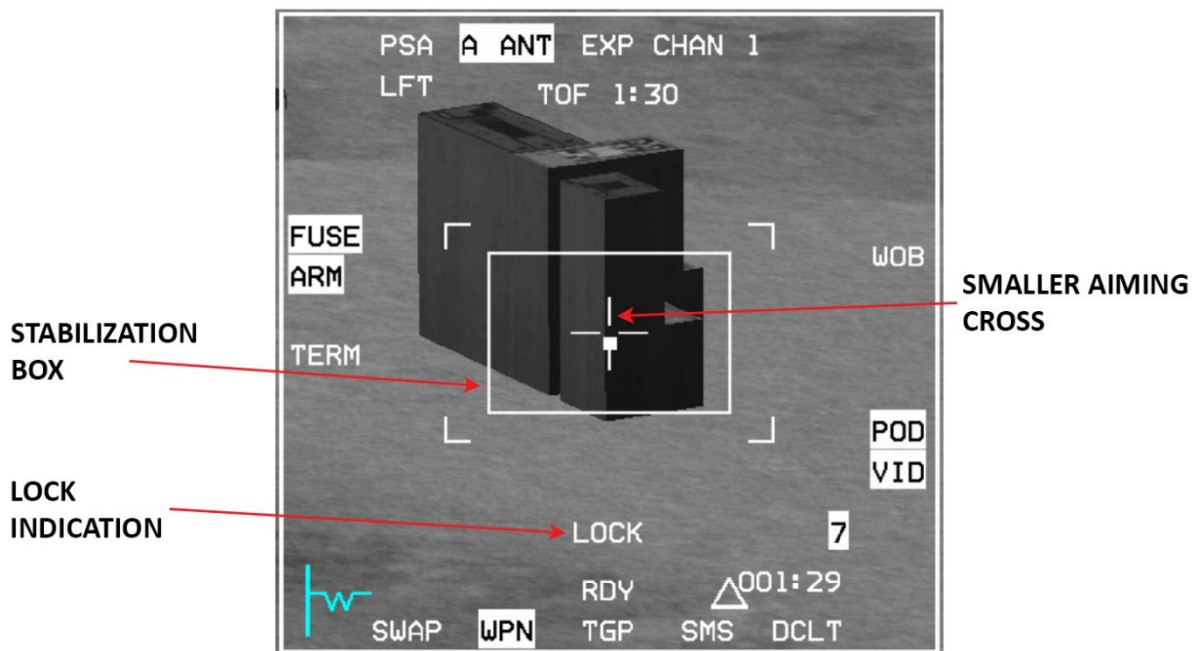 PSA A ANT EXP CHAN 1
LFT TOF 1:30
FUSE
ARM
WOB
SMALLER AIMING
CROSS
STABILIZATION
BOX
TERM
POD
VID
LOCK
INDICATION
LOCK 7
RDY 001:29
SWAP WPN TGP SMS DCLT